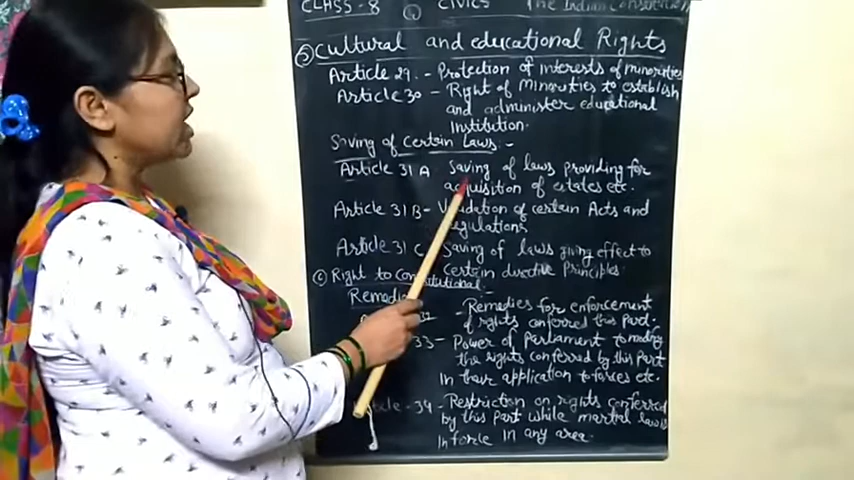 CLASS-8 CIVICS The Indian Constitution
⑤ Cultural and Educational Rights
Article 29 - Protection of interests of minorities
Article 30 - Right of Minorities to establish
and administer educational
Institution.
Saving of Certain Laws -
Article 31 A Saving of laws providing for
acquisition of estates etc.
Article 31 B- Validation of certain Acts and
Regulations
Article 31 C Saving of laws giving effect to
certain directive Principles
⑥ Right to Constitutional
Remedies
32 - Remedies for enforcement
of rights conferred this part.
33 - Power of Parliament to modify
the rights conferred by this Part
in their application to forces etc.
Article - 34 - Restriction on rights conferred
by this Part while martial law is
in force in any area.